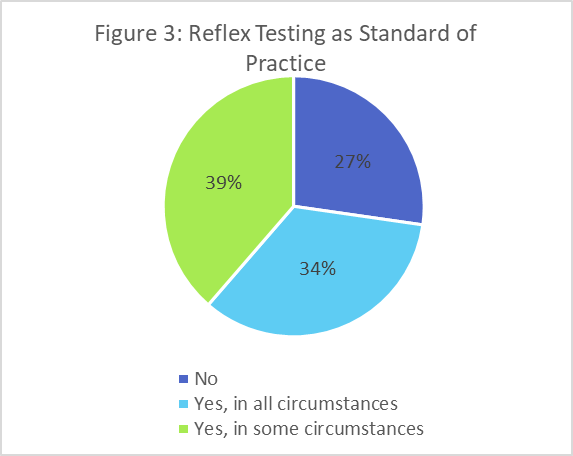 Figure 3: Reflex Testing as Standard of
Practice
27%
39%
34%
No
Yes, in all circumstances
Yes, in some circumstances